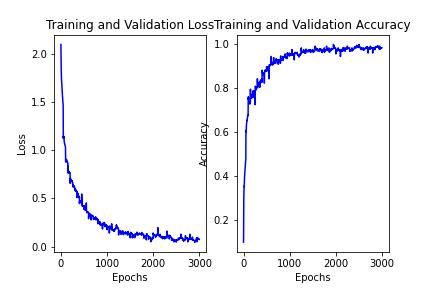 Training and Validation Loss
2.0
1.5
1.0
0.5
0.0
Loss
0 1000 2000 3000
Epochs
Training and Validation Accuracy
1.0
0.8
0.6
0.4
0.2
Accuracy
0 1000 2000 3000
Epochs